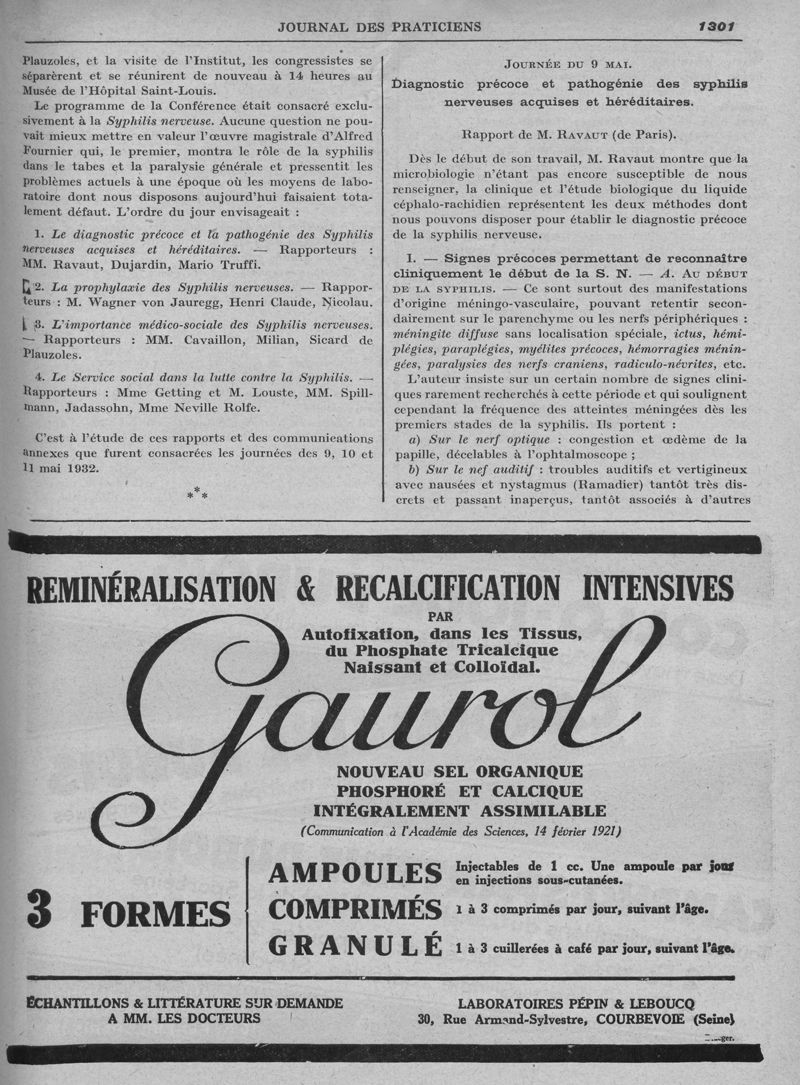 JOURNAL DES PRATICIENS 1301
Plauzoles, et la visite de l'Institut, les congressistes se
séparèrent et se réunirent de nouveau à 14 heures au
Musée de l'Hôpital Saint-Louis.
Le programme de la Conférence était consacré exclu-
sivement à la Syphilis nerveuse. Aucune question ne pou-
vait mieux mettre en valeur l'œuvre magistrale d'Alfred
Fournier qui, le premier, montra le rôle de la syphilis
dans le tabes et la paralysie générale et pressentit les
problèmes actuels à une époque où les moyens de labo-
ratoire dont nous disposons aujourd'hui faisaient tota-
lement défaut. L'ordre du jour envisageait :
1. Le diagnostic précoce et la pathogénie des Syphilis
nerveuses acquises et héréditaires. — Rapporteurs :
MM. Ravaut, Dujardin, Mario Truffi.
2. La prophylaxie des Syphilis nerveuses. — Rappor-
teurs : M. Wagner von Jauregg, Henri Claude, Nicolau.
3. L'importance médico-sociale des Syphilis nerveuses.
— Rapporteurs : MM. Cavaillon, Milian, Sicard de
Plauzoles.
4. Le Service social dans la lutte contre la Syphilis. —
Rapporteurs : Mme Getting et M. Louste, MM. Spill-
mann, Jadassohn, Mme Neville Rolfe.
C'est à l'étude de ces rapports et des communications
annexes que furent consacrées les journées des 9, 10 et
11 mai 1932.
***
JOURNÉE DU 9 MAI.
Diagnostic précoce et pathogénie des syphilis
nerveuses acquises et héréditaires.
Rapport de M. RAVAUT (de Paris).
Dès le début de son travail, M. Ravaut montre que la
microbiologie n'étant pas encore susceptible de nous
renseigner, la clinique et l'étude biologique du liquide
céphalo-rachidien représentent les deux méthodes dont
nous pouvons disposer pour établir le diagnostic précoce
de la syphilis nerveuse.
I. — Signes précoces permettant de reconnaître
cliniquement le début de la S. N. — A. AU DÉBUT
DE LA SYPHILIS. — Ce sont surtout des manifestations
d'origine méningo-vasculaire, pouvant retentir secon-
dairement sur le parenchyme ou les nerfs périphériques :
méningite diffuse sans localisation spéciale, ictus, hémi-
plégies, paraplégies, myélites précoces, hémorragies ménin-
gées, paralysies des nerfs craniens, radiculo-névrites, etc.
L'auteur insiste sur un certain nombre de signes clini-
ques rarement recherchés à cette période et qui soulignent
cependant la fréquence des atteintes méningées dès les
premiers stades de la syphilis. Ils portent :
a) Sur le nerf optique : congestion et œdème de la
papille, décelables à l'ophtalmoscope ;
b) Sur le nef auditif : troubles auditifs et vertigineux
avec nausées et nystagmus (Ramadier) tantôt très dis-
crets et passant inaperçus, tantôt associés à d'autres
REMINÉRALISATION & RECALCIFICATION INTENSIVES
PAR
Autofixation, dans les Tissus,
du Phosphate Tricalcique
Naissant et Colloïdal.
Gaurol
NOUVEAU SEL ORGANIQUE
PHOSPHORÉ ET CALCIQUE
INTÉGRALEMENT ASSIMILABLE
(Communication à l'Académie des Sciences, 14 février 1921)
3 FORMES
AMPOULES Injectables de 1 cc. Une ampoule par jour
en injections sous-cutanées.
COMPRIMÉS 1 à 3 comprimés par jour, suivant l'âge.
GRANULÉ 1 à 3 cuillerées à café par jour, suivant l'âge.
ÉCHANTILLONS & LITTÉRATURE SUR DEMANDE
A MM. LES DOCTEURS
LABORATOIRES PÉPIN & LEBOUCQ
30, Rue Armand-Sylvestre, COURBEVOIE (Seine)